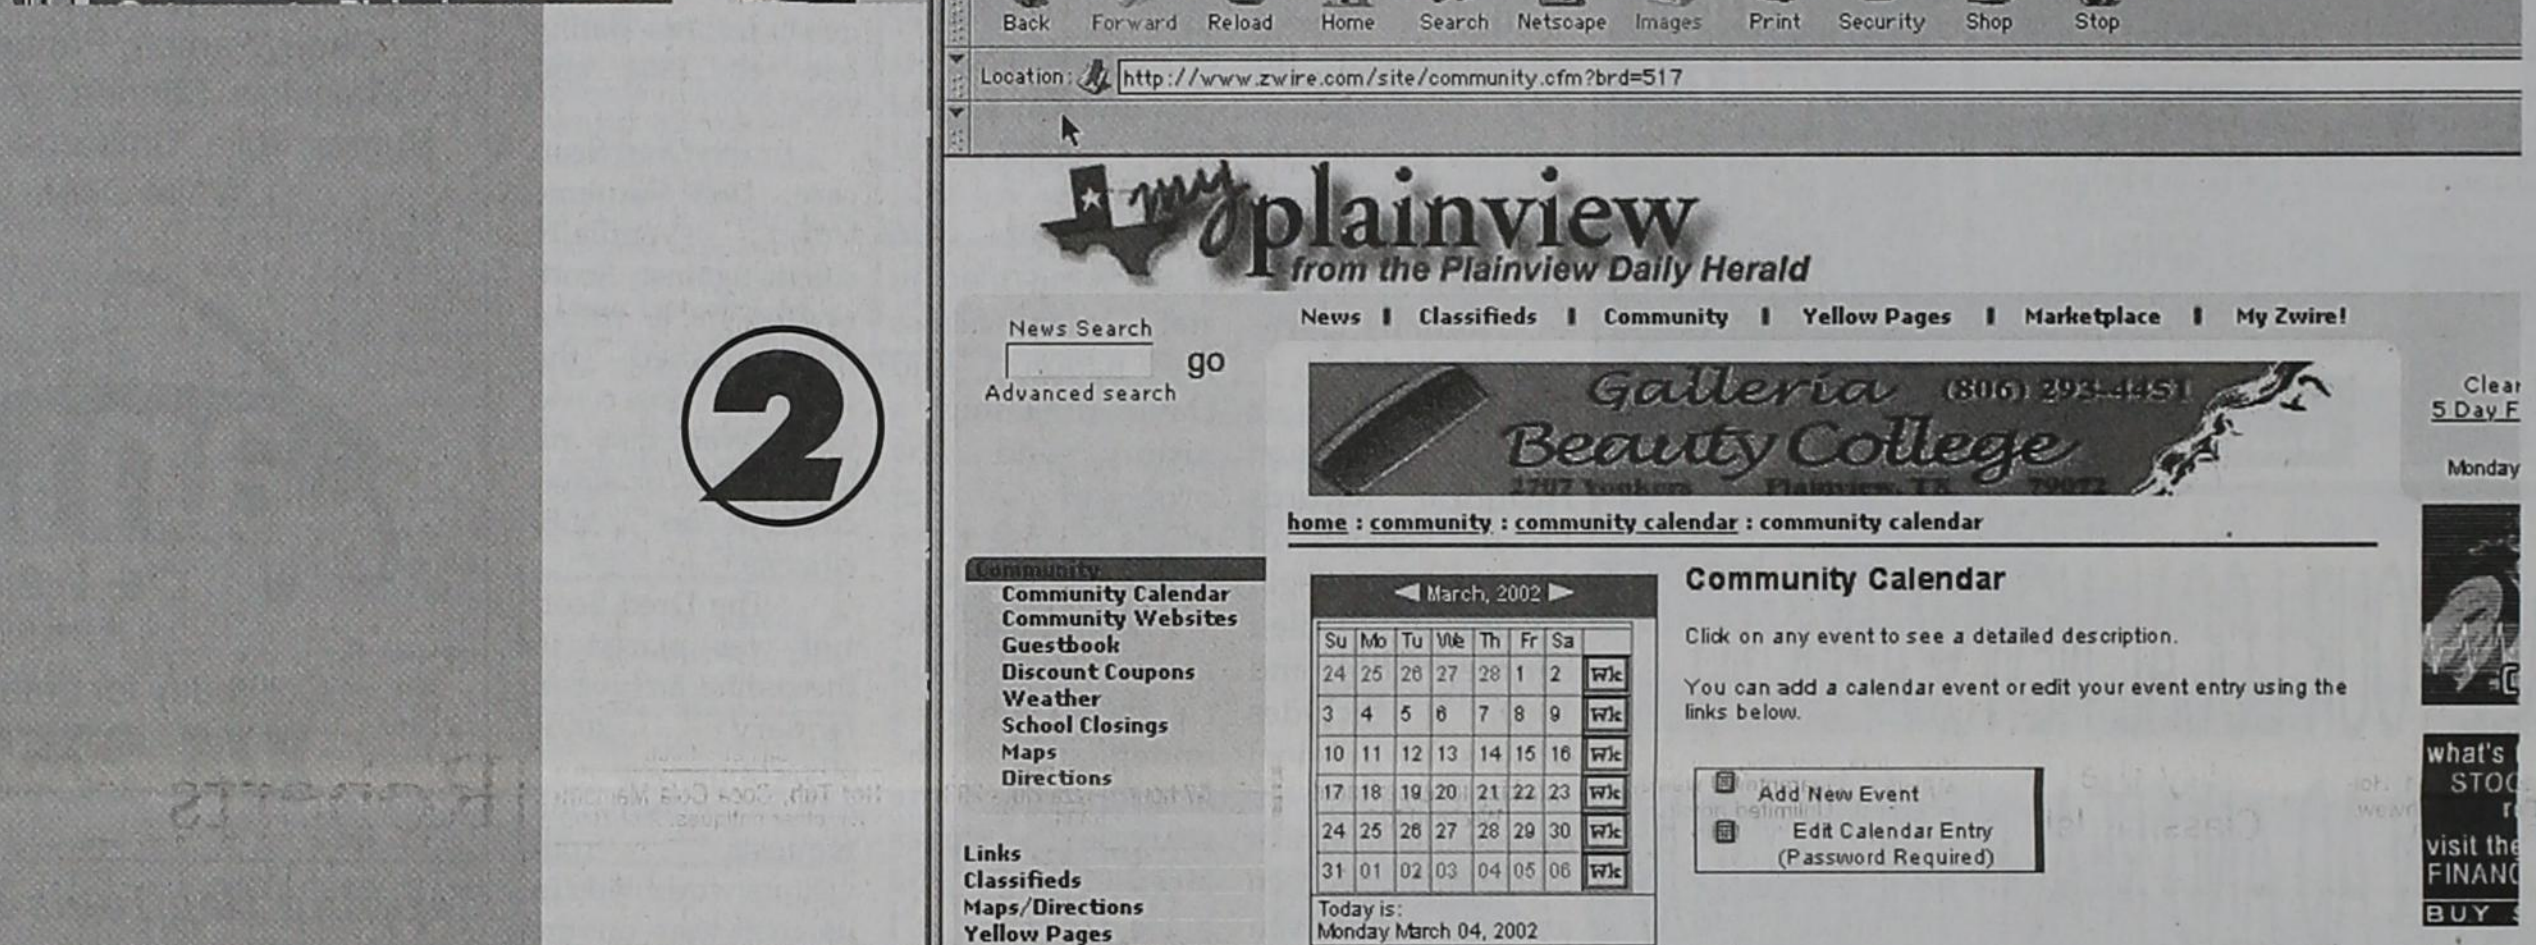 Back Forward Reload Home Search Netscape Images Print Security Shop Stop
Location: http://www.zwire.com/site/community.cfm?brd=517
my plainview
from the Plainview Daily Herald
News Classifieds Community Yellow Pages Marketplace My Zwire!
News Search
go
Advanced search
Galleria (806) 293-4451
Beauty College
2707 Yonkers Plainview, TX 79072
Clear
5 Day F
Monday
2
home : community : community calendar : community calendar
Community
Community Calendar
Community Websites
Guestbook
Discount Coupons
Weather
School Closings
Maps
Directions
Links
Classifieds
Maps/Directions
Yellow Pages
March, 2002
Su Mo Tu We Th Fr Sa
24 25 26 27 28 1 2 Wk
3 4 5 6 7 8 9 Wk
10 11 12 13 14 15 16 Wk
17 18 19 20 21 22 23 Wk
24 25 26 27 28 29 30 Wk
31 01 02 03 04 05 06 Wk
Today is:
Monday March 04, 2002
Community Calendar
Click on any event to see a detailed description.
You can add a calendar event or edit your event entry using the
links below.
Add New Event
Edit Calendar Entry
(Password Required)
what's
STOC
visit the
FINANC
BUY